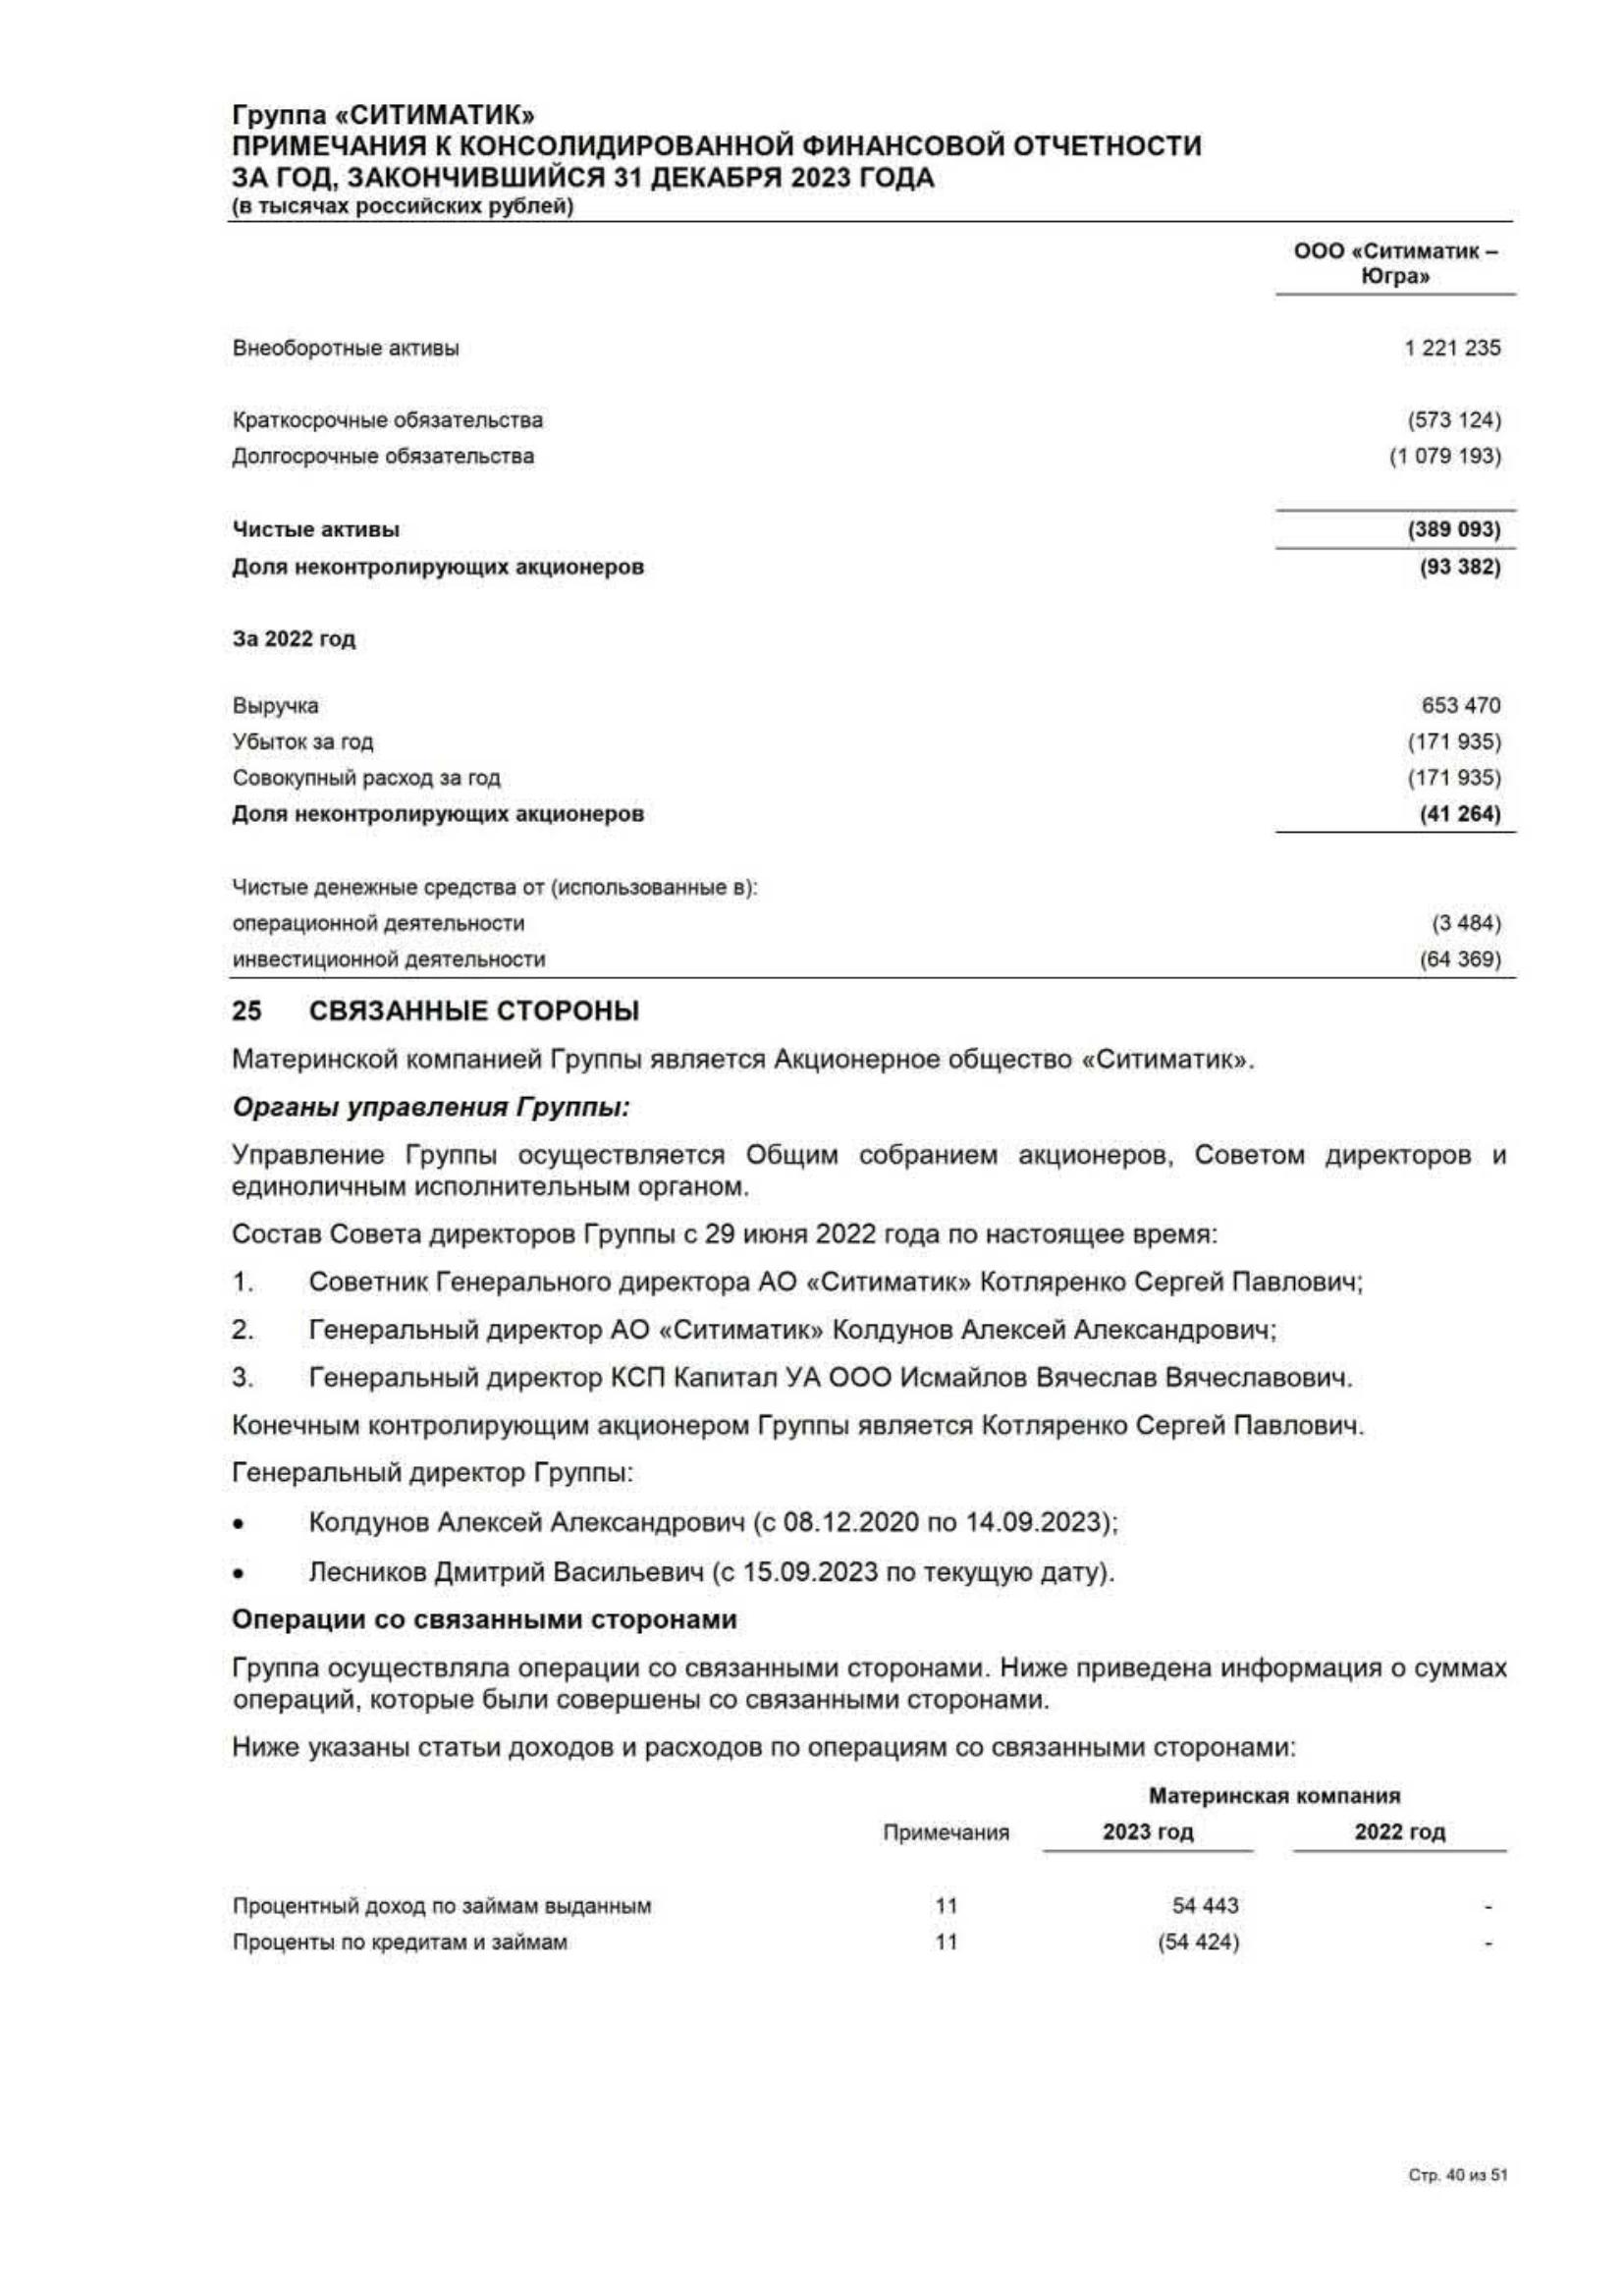 Группа «СИТИМАТИК»
ПРИМЕЧАНИЯ К КОНСОЛИДИРОВАННОЙ ФИНАНСОВОЙ ОТЧЕТНОСТИ
ЗА ГОД, ЗАКОНЧИВШИЙСЯ 31 ДЕКАБРЯ 2023 ГОДА
(в тысячах российских рублей)
ООО «Ситиматик –
Югра»
Внеоборотные активы 1 221 235
Краткосрочные обязательства (573 124)
Долгосрочные обязательства (1 079 193)
Чистые активы (389 093)
Доля неконтролирующих акционеров (93 382)
За 2022 год
Выручка 653 470
Убыток за год (171 935)
Совокупный расход за год (171 935)
Доля неконтролирующих акционеров (41 264)
Чистые денежные средства от (использованные в):
операционной деятельности (3 484)
инвестиционной деятельности (64 369)
25 СВЯЗАННЫЕ СТОРОНЫ
Материнской компанией Группы является Акционерное общество «Ситиматик».
Органы управления Группы:
Управление Группы осуществляется Общим собранием акционеров, Советом директоров и
единоличным исполнительным органом.
Состав Совета директоров Группы с 29 июня 2022 года по настоящее время:
1. Советник Генерального директора АО «Ситиматик» Котляренко Сергей Павлович;
2. Генеральный директор АО «Ситиматик» Колдунов Алексей Александрович;
3. Генеральный директор КСП Капитал УА ООО Исмайлов Вячеслав Вячеславович.
Конечным контролирующим акционером Группы является Котляренко Сергей Павлович.
Генеральный директор Группы:
• Колдунов Алексей Александрович (с 08.12.2020 по 14.09.2023);
• Лесников Дмитрий Васильевич (с 15.09.2023 по текущую дату).
Операции со связанными сторонами
Группа осуществляла операции со связанными сторонами. Ниже приведена информация о суммах
операций, которые были совершены со связанными сторонами.
Ниже указаны статьи доходов и расходов по операциям со связанными сторонами:
Материнская компания
Примечания 2023 год 2022 год
Процентный доход по займам выданным 11 54 443 -
Проценты по кредитам и займам 11 (54 424) -
Стр. 40 из 51